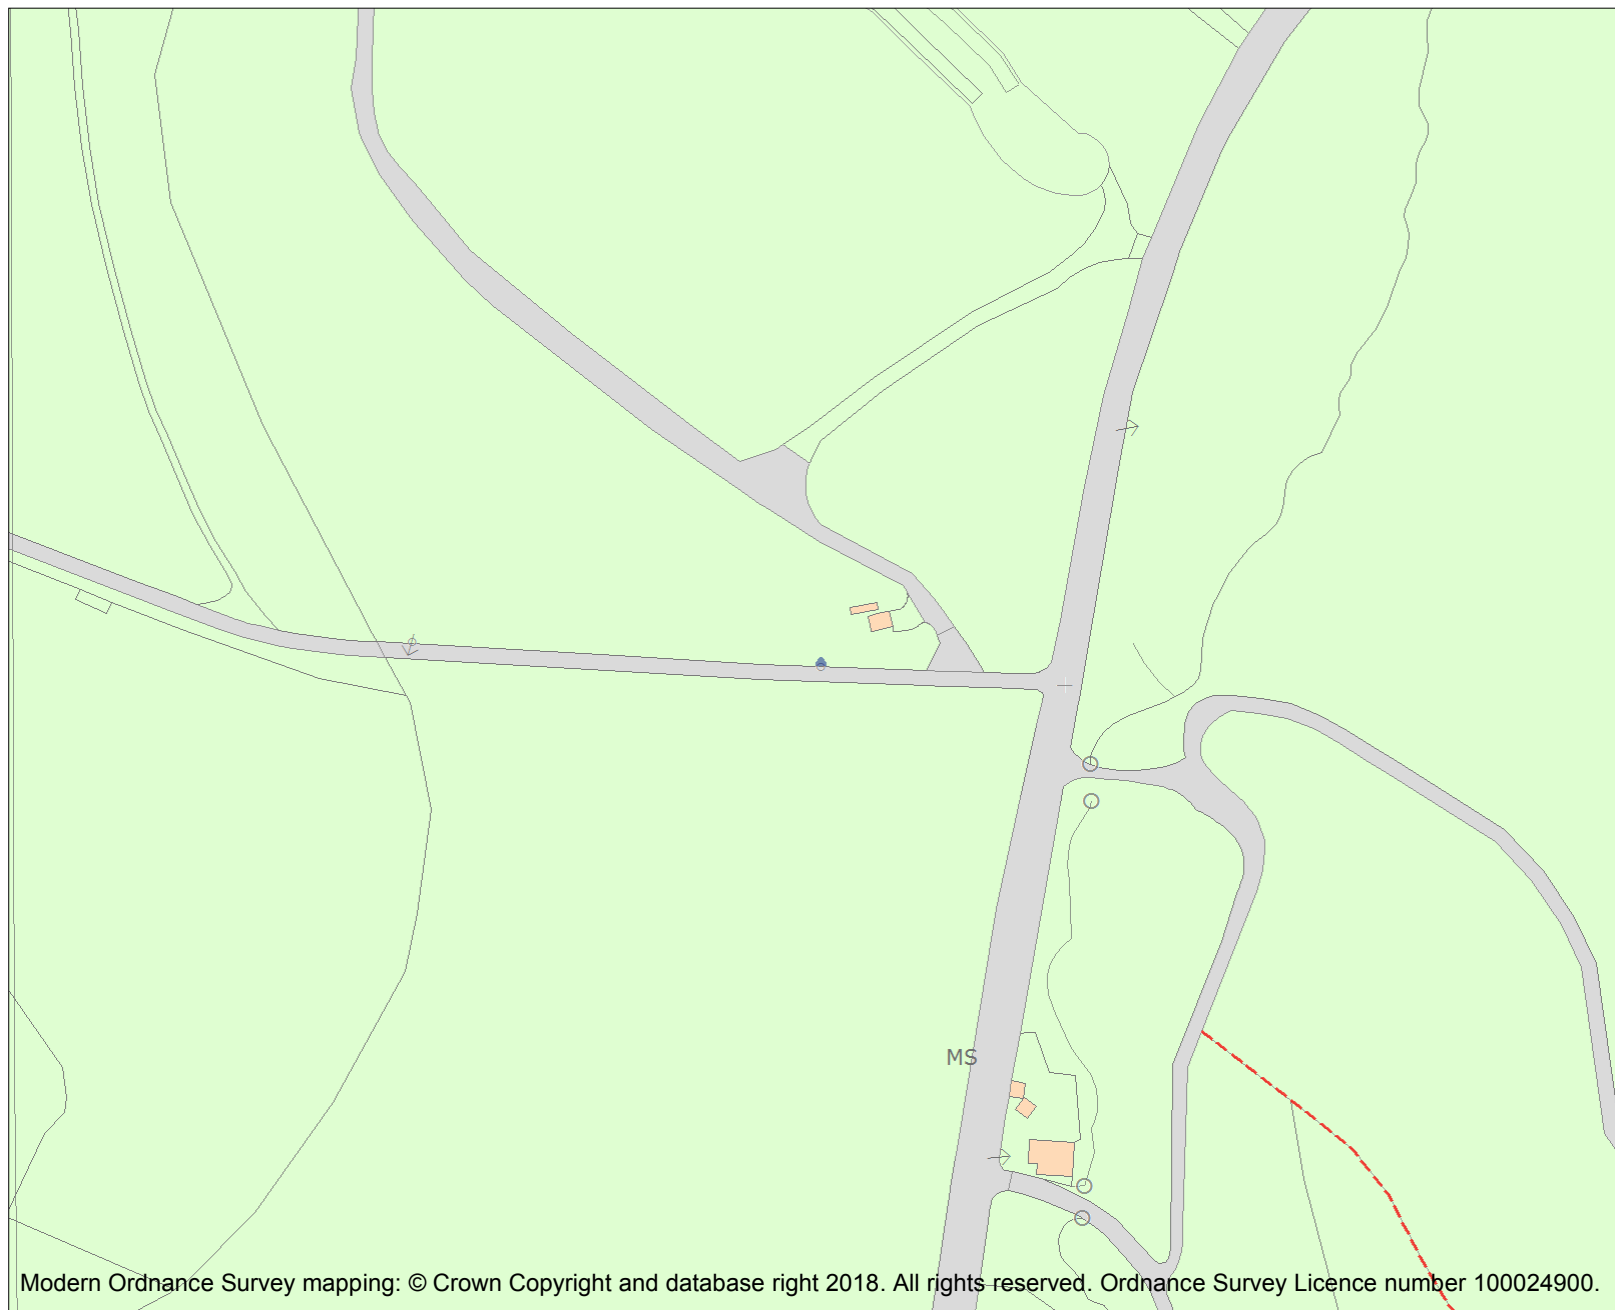 MS
Modern Ordnance Survey mapping: © Crown Copyright and database right 2018. All rights reserved. Ordnance Survey Licence number 100024900.